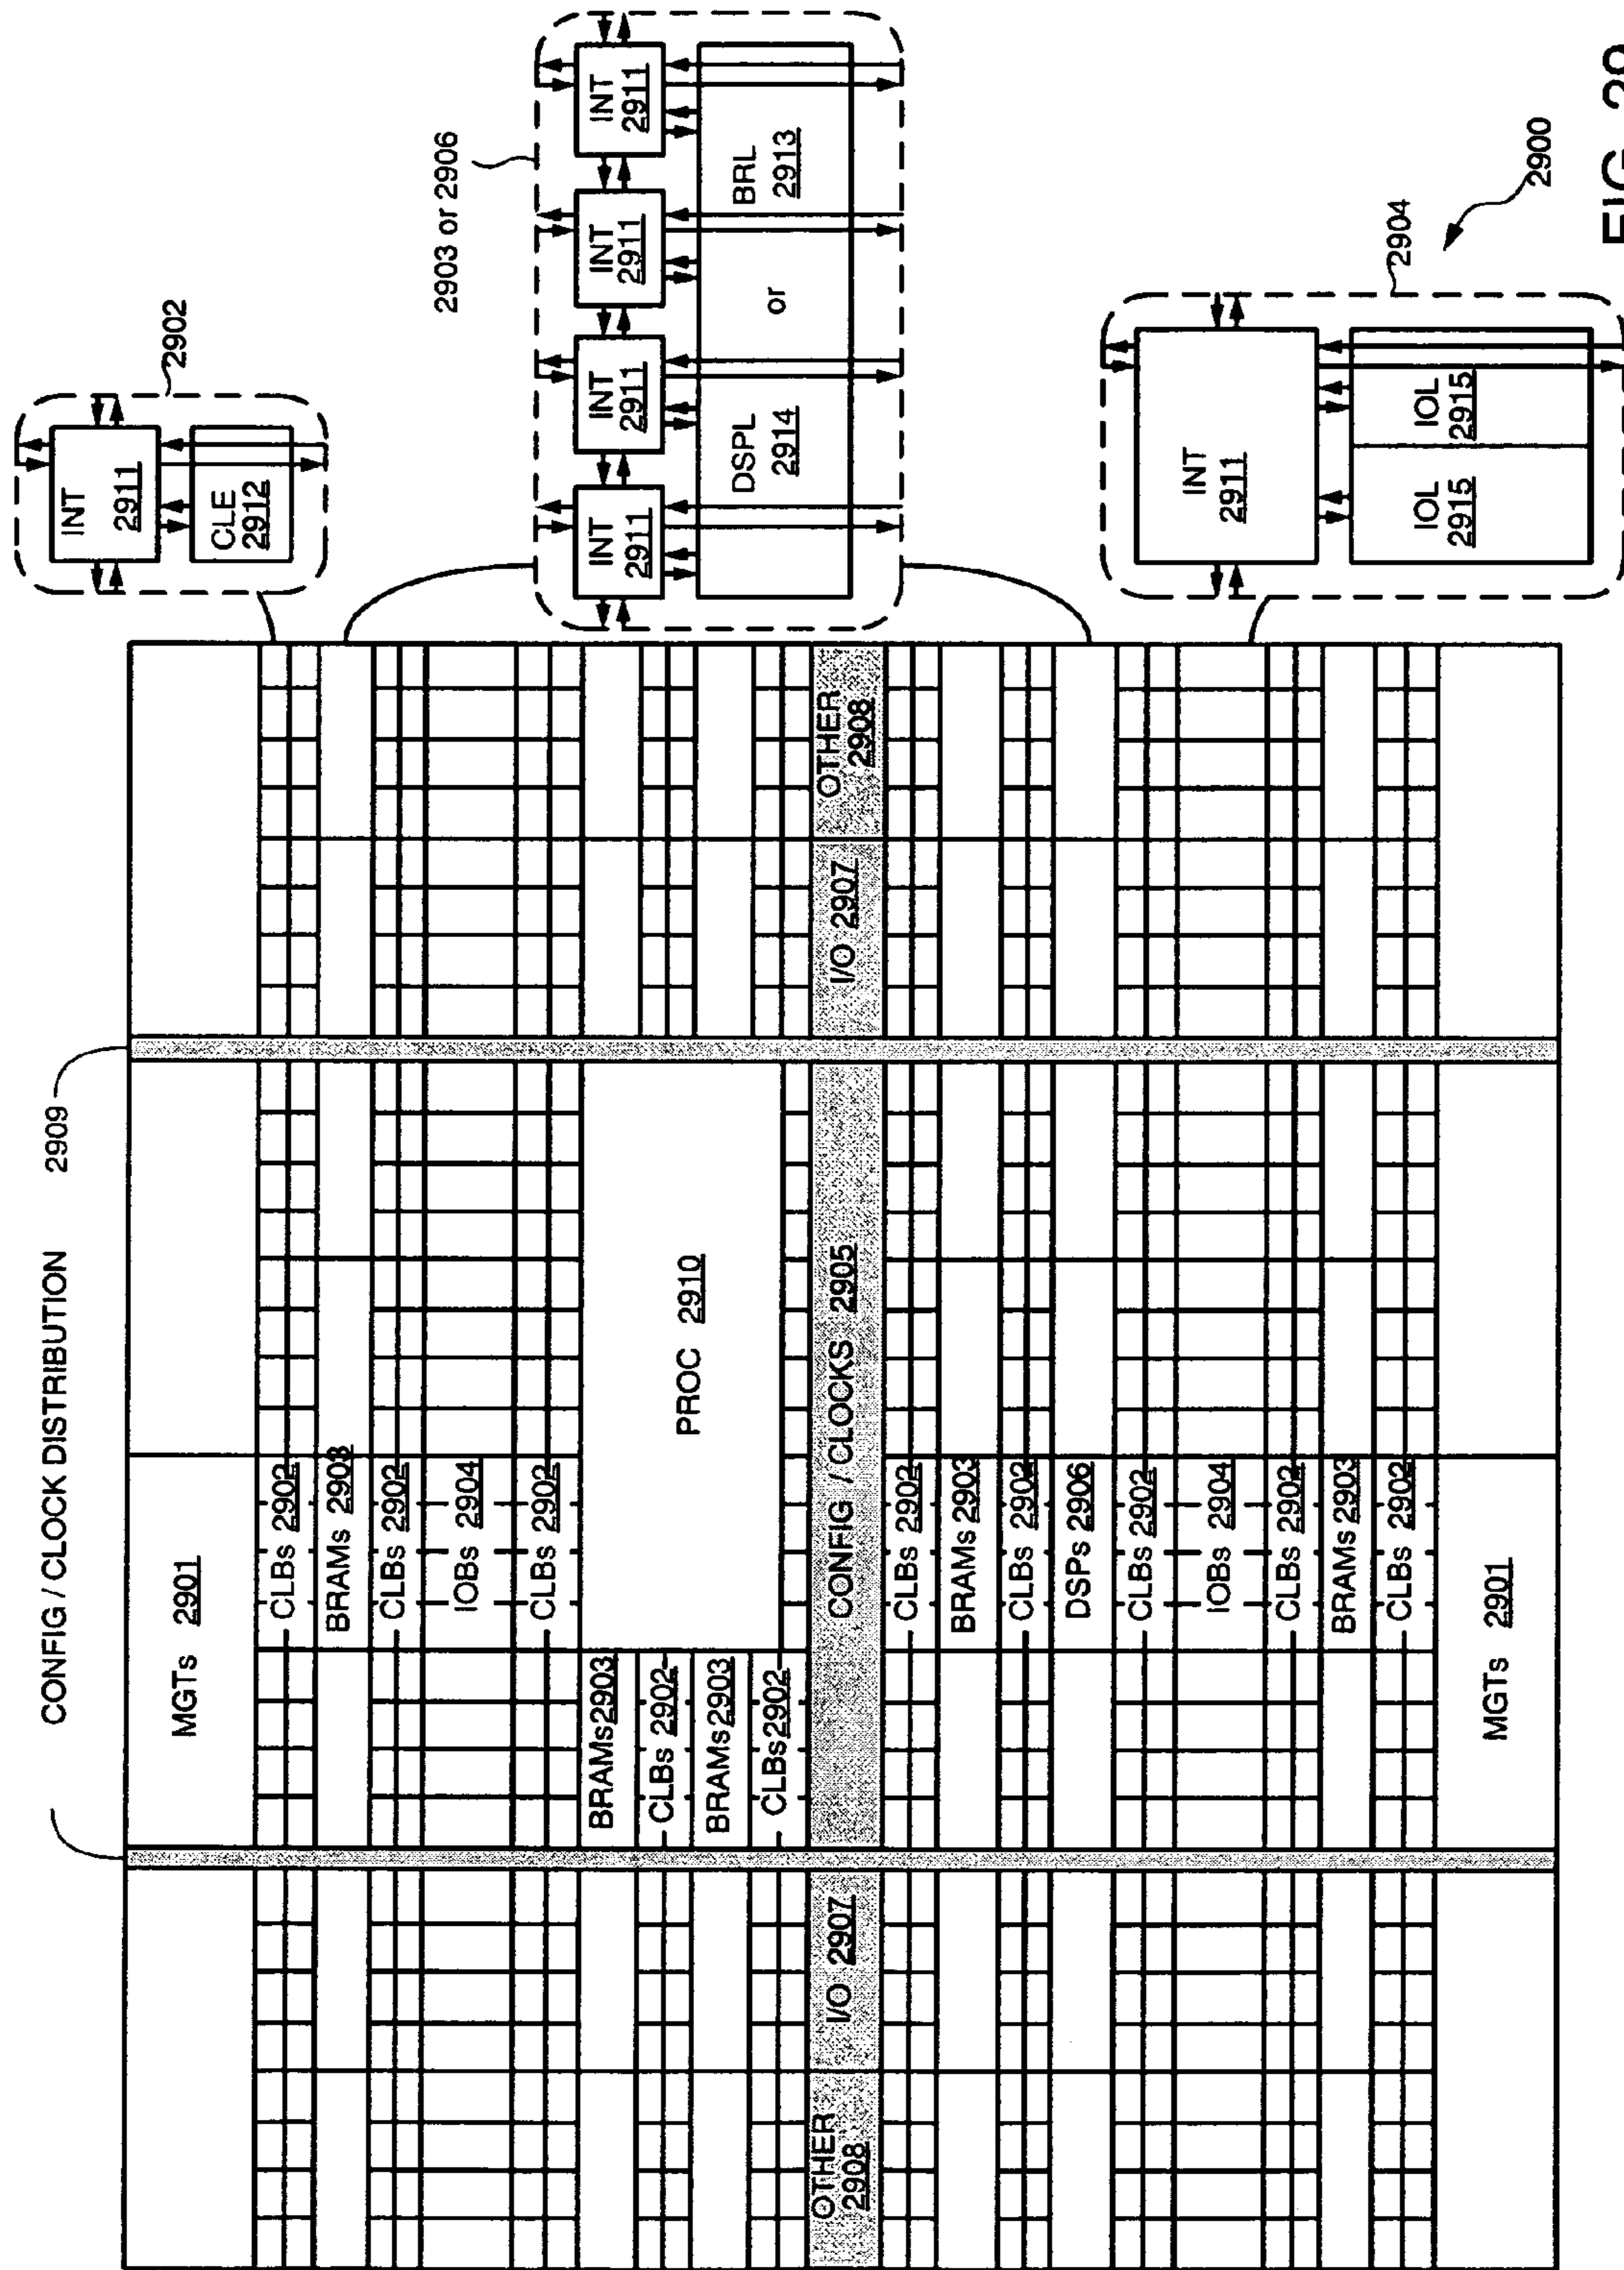 CONFIG / CLOCK DISTRIBUTION 2909
MGTs 2901
CLBs 2902
BRAMs 2903
CLBs 2902
IOBs 2904
CLBs 2902
BRAMs 2903
CLBs 2902
BRAMs 2903
CLBs 2902
PROC 2910
OTHER
2908
I/O 2907
CONFIG / CLOCKS 2905
I/O 2907
OTHER
2908
CLBs 2902
BRAMs 2903
CLBs 2902
DSPs 2906
CLBs 2902
IOBs 2904
CLBs 2902
BRAMs 2903
CLBs 2902
MGTs 2901
2904
INT
2911
IOL
2915
IOL
2915
2903 or 2906
INT
2911
INT
2911
INT
2911
INT
2911
DSPL
2914
or
BRL
2913
2902
INT
2911
CLE
2912
2900
FIG 29